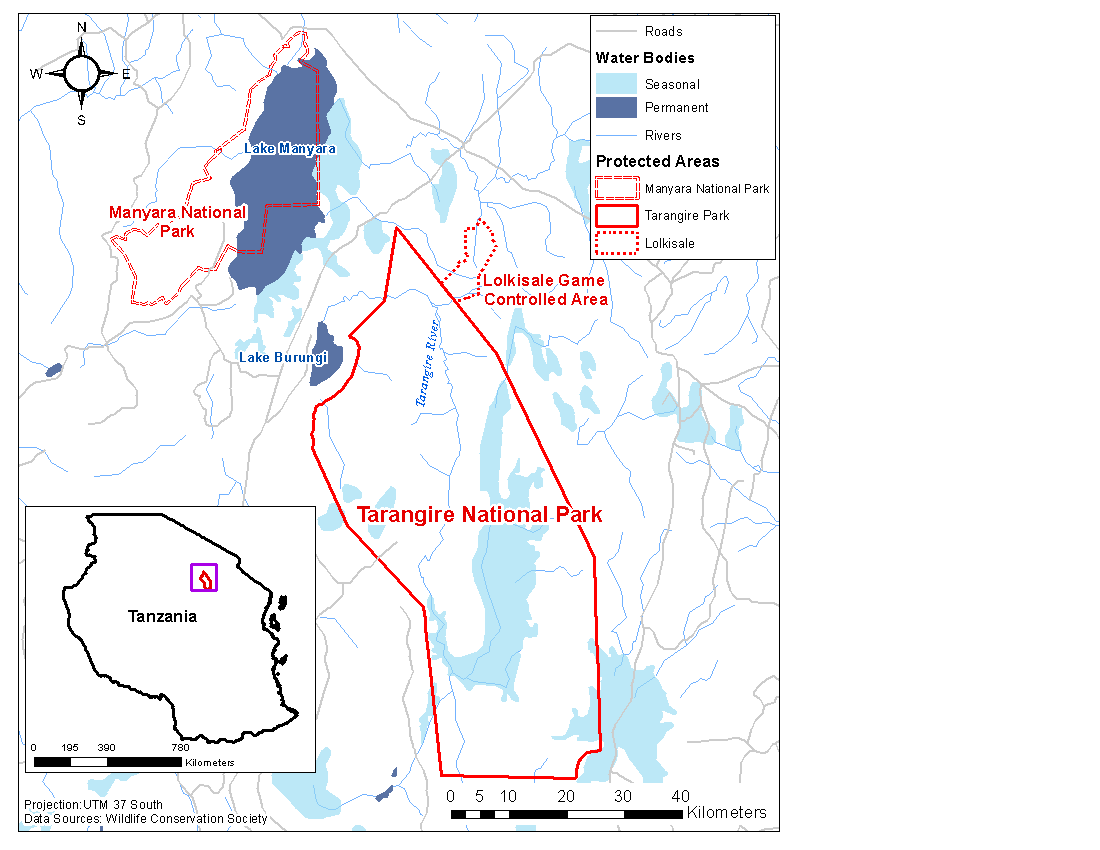 N
W
E
S
Roads
Water Bodies
Seasonal
Permanent
Rivers
Protected Areas
Manyara National Park
Tarangire Park
Lolkisale
Lake Manyara
Manyara National
Park
Lolkisale Game
Controlled Area
Lake Burungi
Tarangire River
Tarangire National Park
Tanzania
0 195 390 780
Kilometers
0 5 10 20 30 40
Kilometers
Projection:UTM 37 South
Data Sources: Wildlife Conservation Society